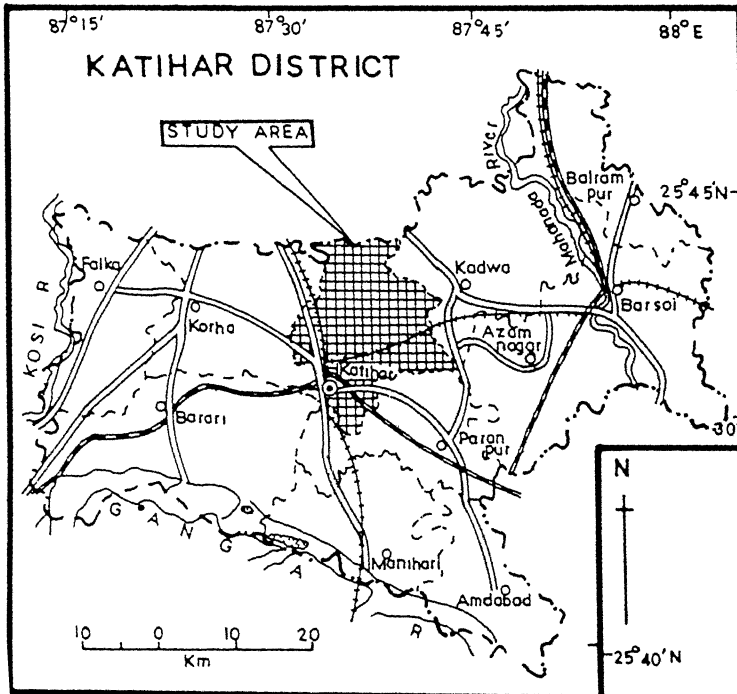 87°15' 87°30' 87°45' 88°E
KATIHAR DISTRICT
STUDY AREA
RIVER
Mahananda
Balram
pur
25°45'N
Falka
Kadwa
Barsoi
KOSI R
Korha
Azam
nagar
Katihar
Barari
Paran
pur
30'
N
GANGA R
Manihari
Amdabad
10 0 10 20
Km
25°40'N